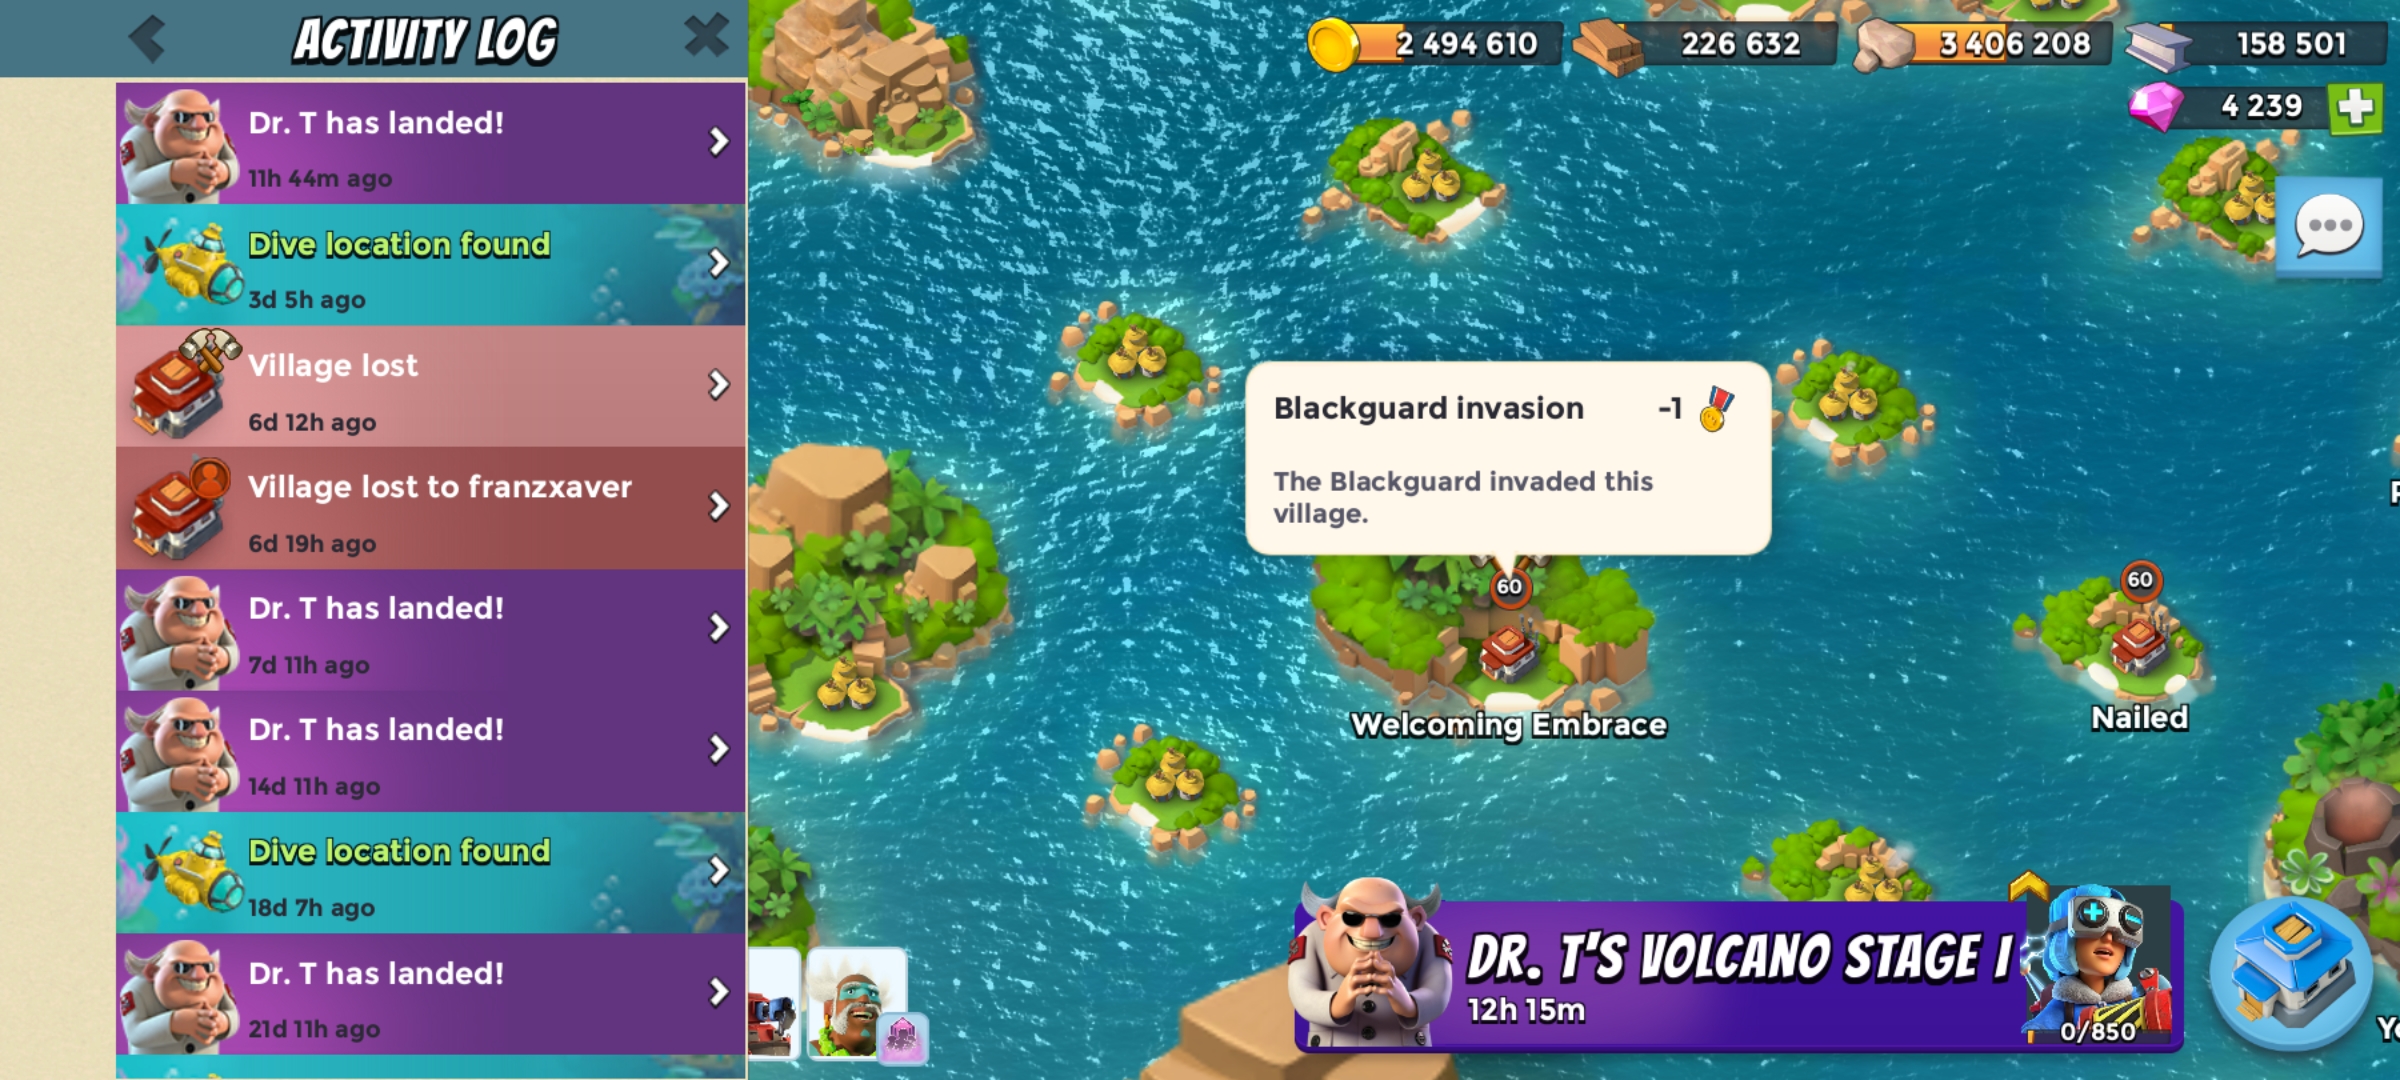 ACTIVITY LOG
Dr. T has landed!
11h 44m ago
Dive location found
3d 5h ago
Village lost
6d 12h ago
Village lost to franzxaver
6d 19h ago
Dr. T has landed!
7d 11h ago
Dr. T has landed!
14d 11h ago
Dive location found
18d 7h ago
Dr. T has landed!
21d 11h ago
2 494 610
226 632
3 406 208
158 501
4 239
Blackguard invasion -1
The Blackguard invaded this
village.
60
Welcoming Embrace
60
Nailed
DR. T'S VOLCANO STAGE I
12h 15m
0/850